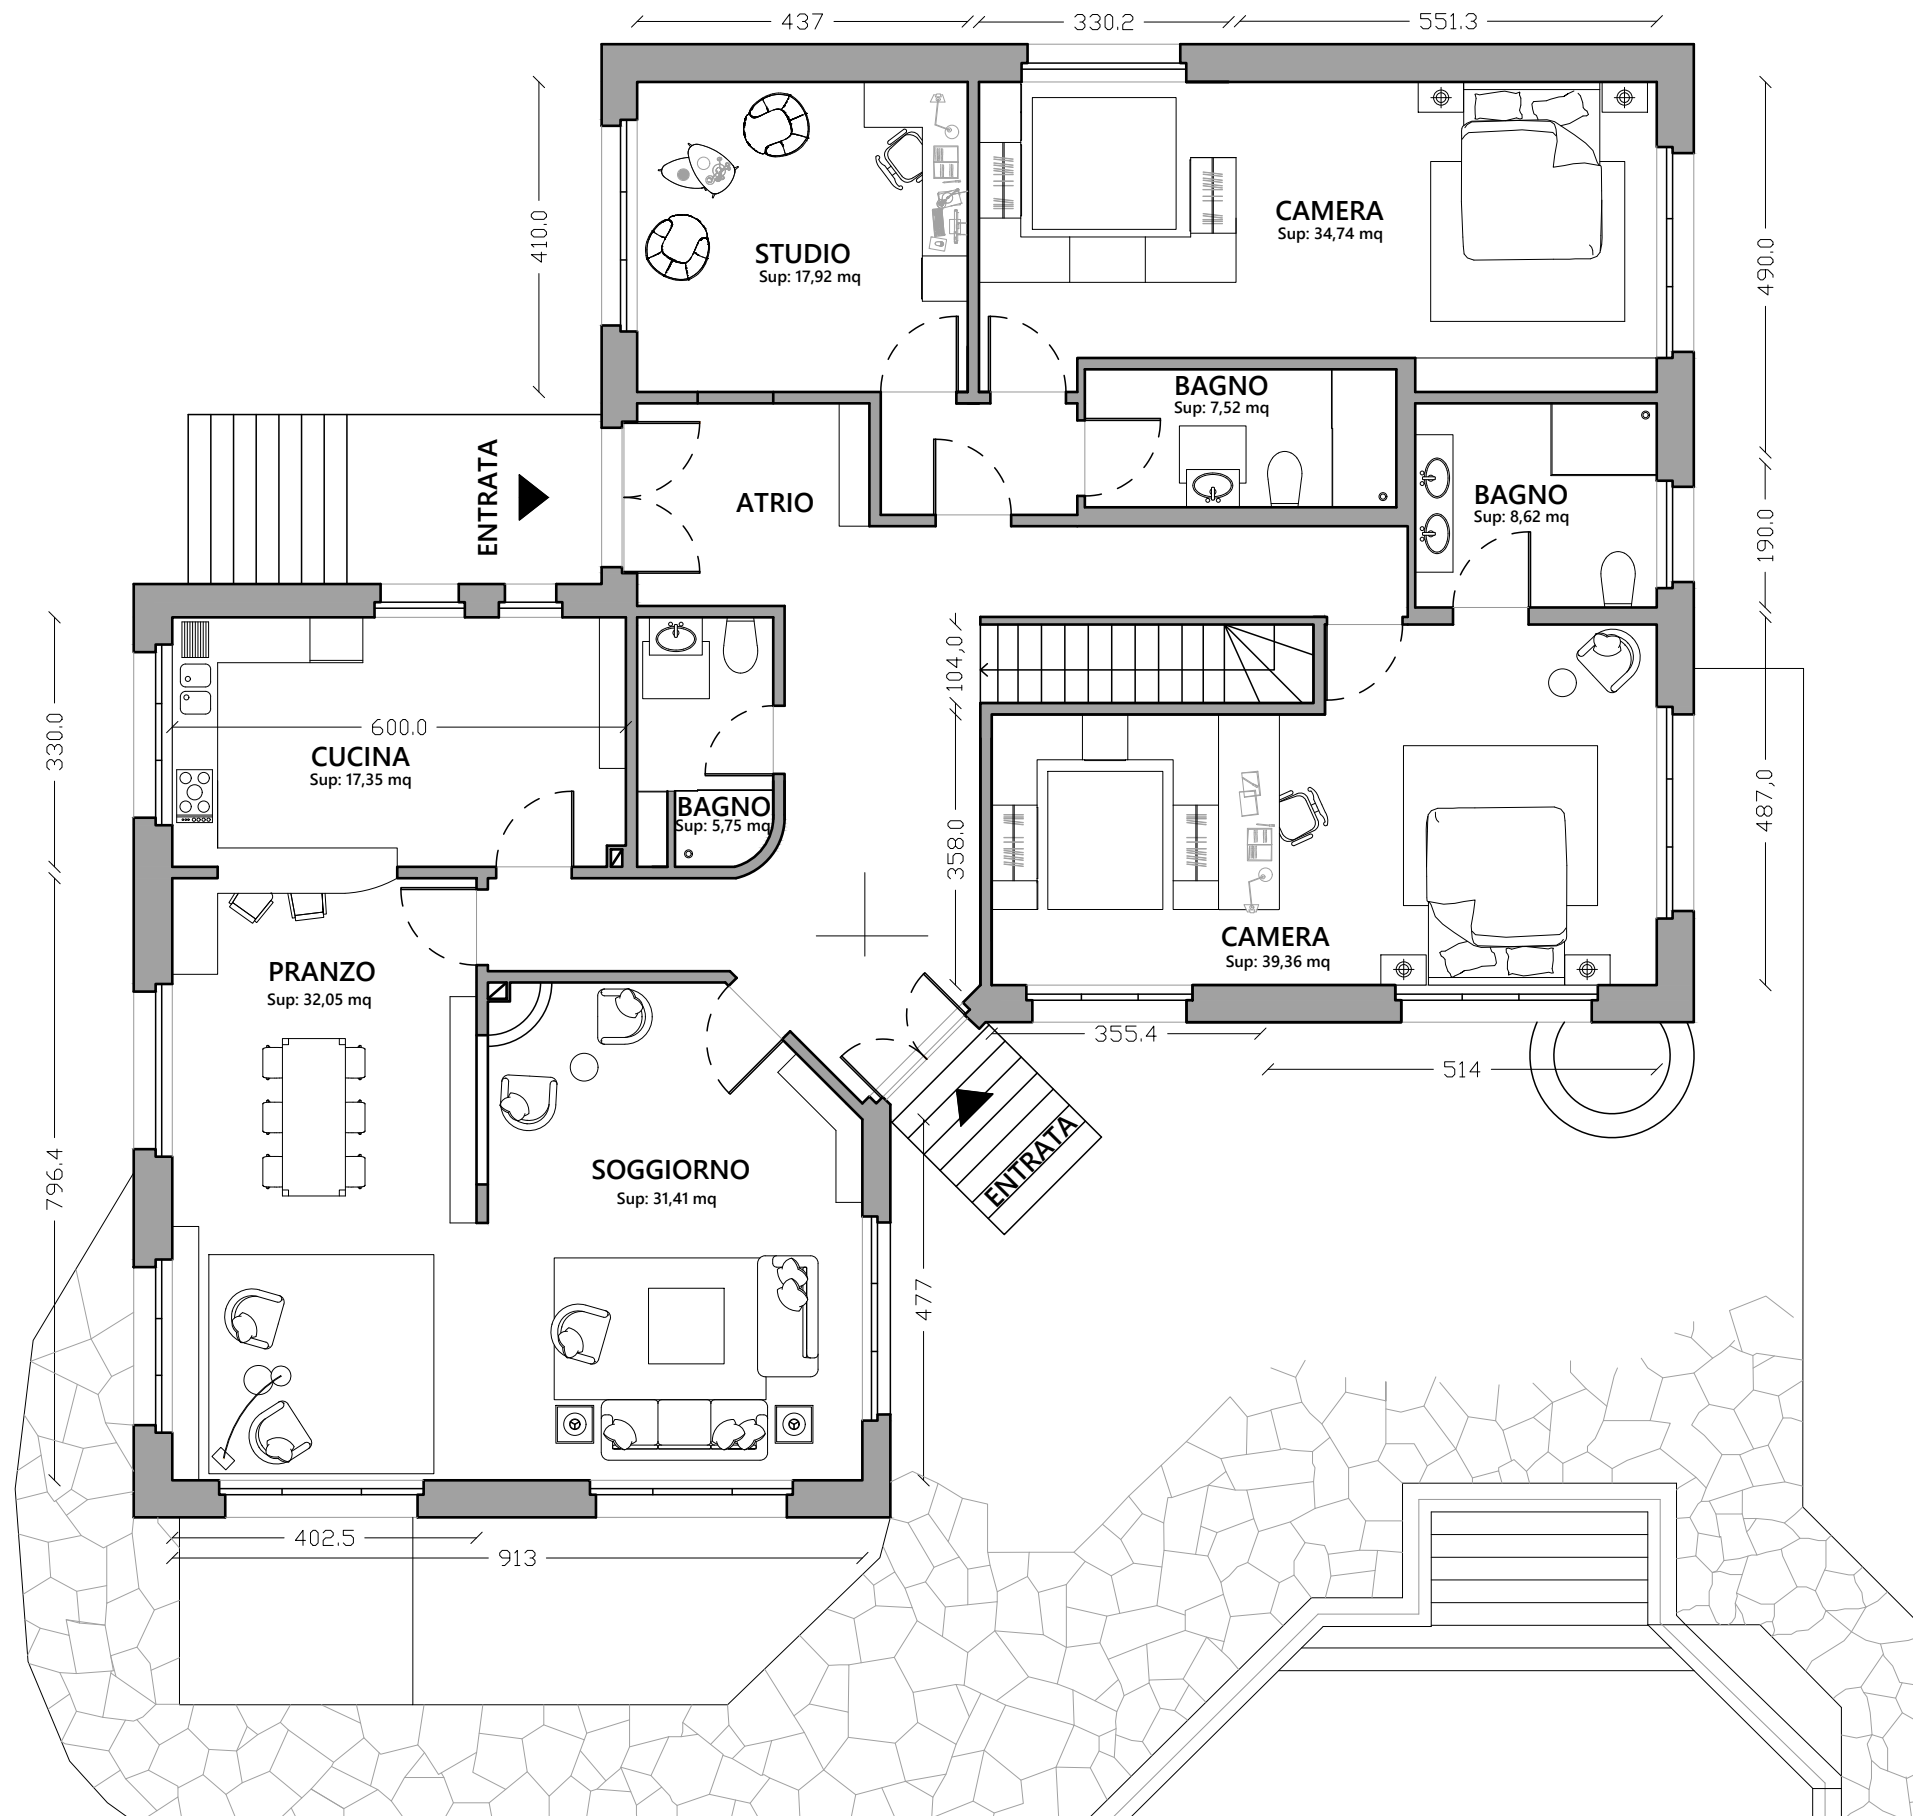 437
330.2
551.3
410.0
STUDIO
Sup: 17,92 mq
CAMERA
Sup: 34,74 mq
490.0
BAGNO
Sup: 7,52 mq
ENTRATA
ATRIO
BAGNO
Sup: 8,62 mq
190.0
330.0
600.0
CUCINA
Sup: 17,35 mq
BAGNO
Sup: 5,75 mq
104,0
358.0
487,0
CAMERA
Sup: 39,36 mq
PRANZO
Sup: 32,05 mq
355.4
514
ENTRATA
796.4
SOGGIORNO
Sup: 31,41 mq
477
402.5
913